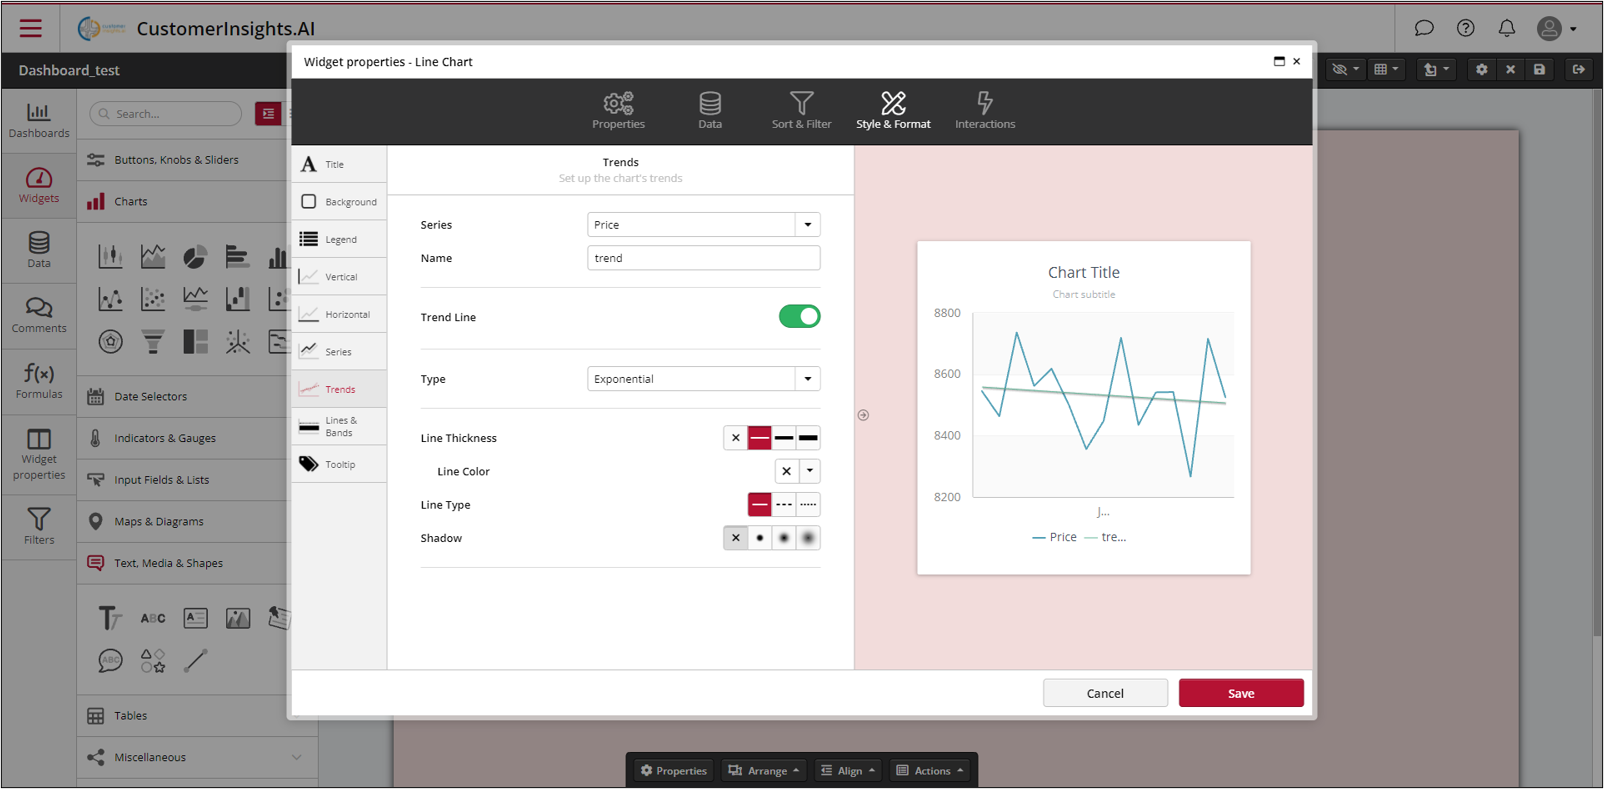 CustomerInsights.AI
Dashboard_test
Widget properties - Line Chart
Properties
Data
Sort & Filter
Style & Format
Interactions
Dashboards
Widgets
Data
Comments
f(x)
Formulas
Widget
properties
Filters
Search...
Buttons, Knobs & Sliders
Charts
Date Selectors
Indicators & Gauges
Input Fields & Lists
Maps & Diagrams
Text, Media & Shapes
ABC
ABC
Tables
Miscellaneous
A Title
Background
Legend
Vertical
Horizontal
Series
Trends
Lines &
Bands
Tooltip
Trends
Set up the chart's trends
Series Price
Name trend
Trend Line
Type Exponential
Line Thickness
Line Color
Line Type
Shadow
Chart Title
Chart subtitle
8800
8600
8400
8200
J...
Price tre...
Cancel Save
Properties Arrange Align Actions